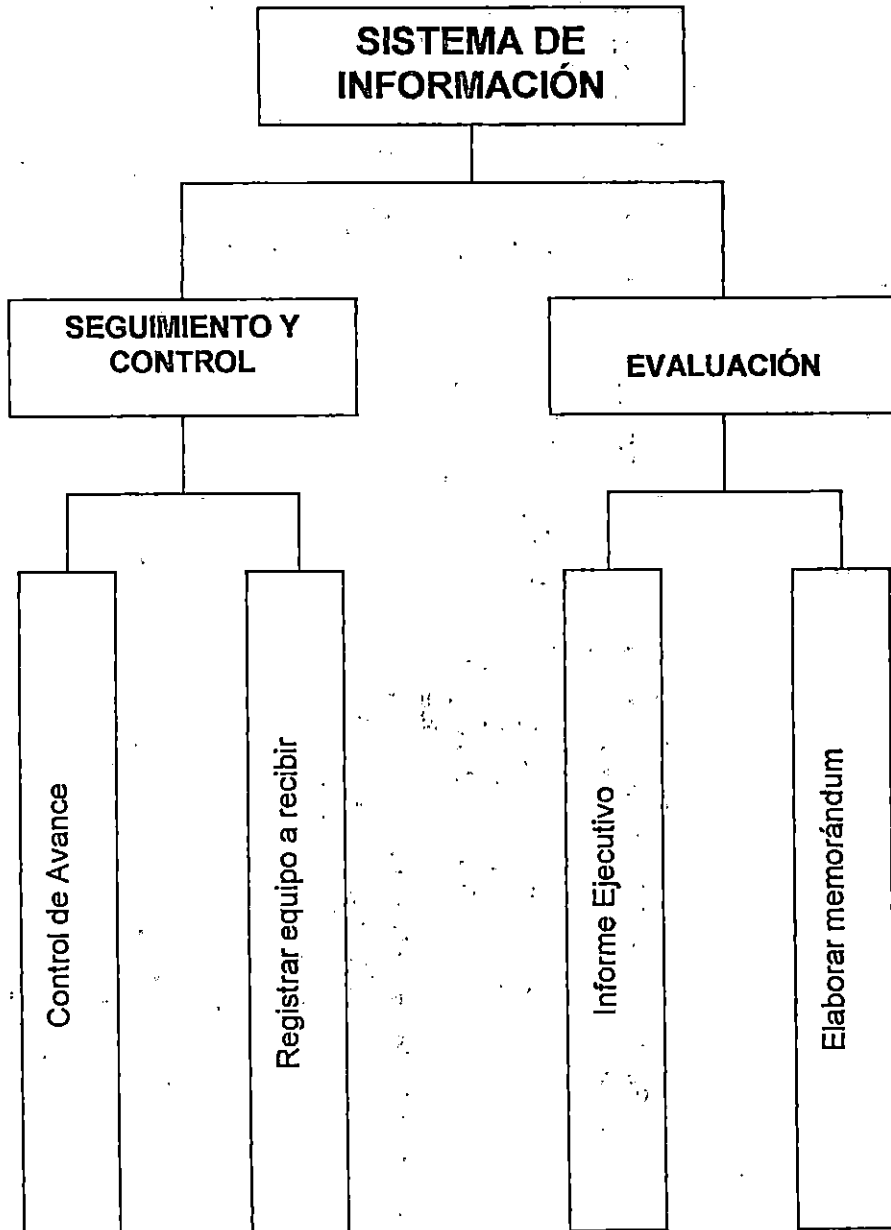 SISTEMA DE
INFORMACIÓN
SEGUIMIENTO Y
CONTROL
EVALUACIÓN
Control de Avance
Registrar equipo a recibir
Informe Ejecutivo
Elaborar memorándum